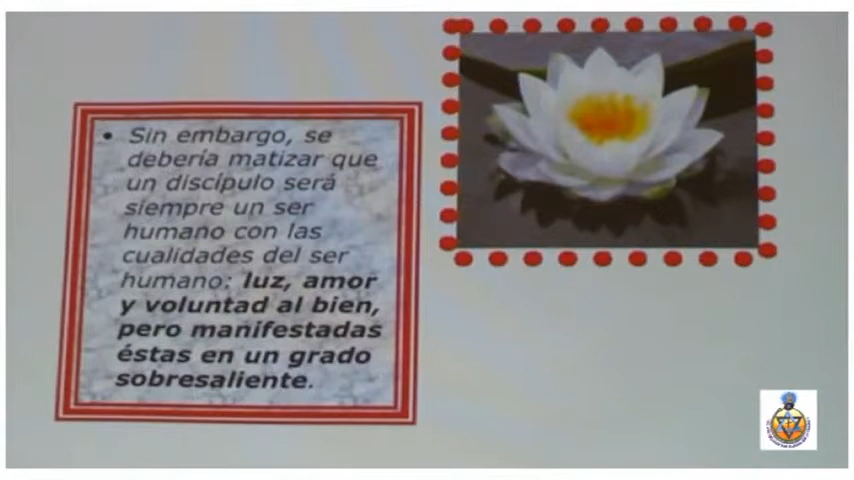 • Sin embargo, se
debería matizar que
un discípulo será
siempre un ser
humano con las
cualidades del ser
humano: luz, amor
y voluntad al bien,
pero manifestadas
éstas en un grado
sobresaliente.